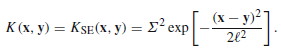 K(x, y) = K_SE(x, y) = Σ² exp [ − (x − y)² / 2ℓ² ].